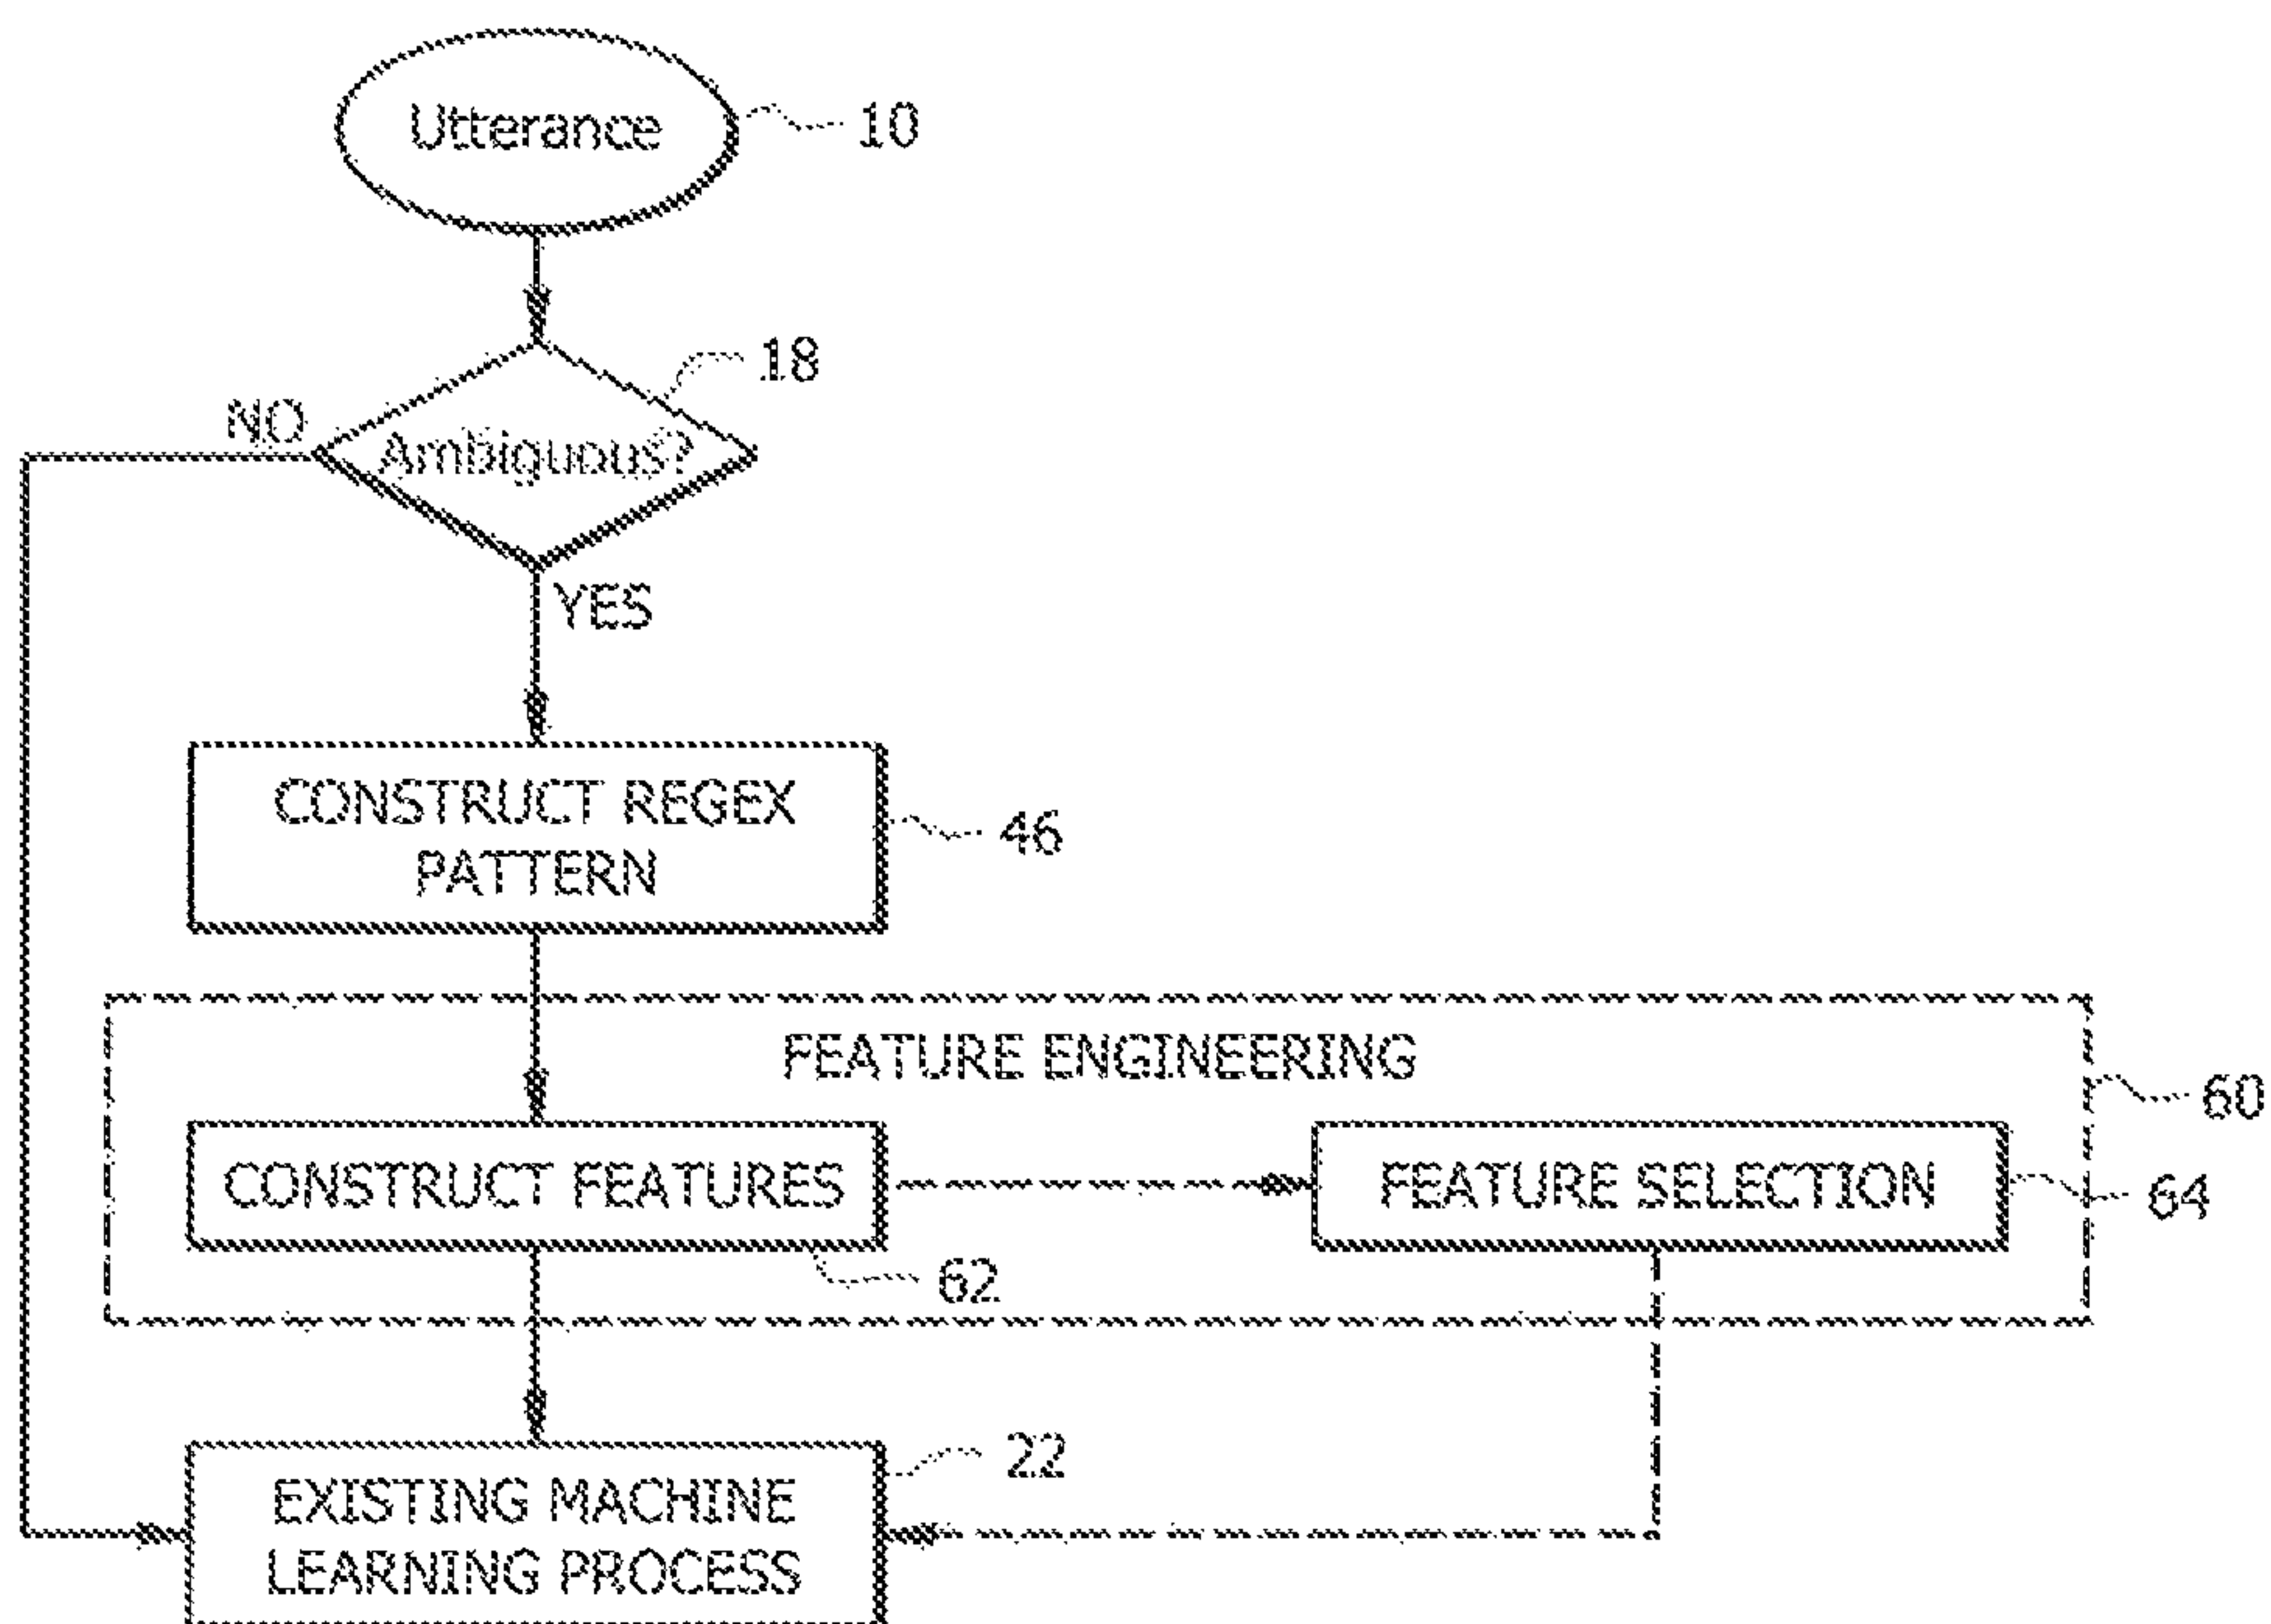 Utterance
10
18
NO
Ambiguous?
YES
CONSTRUCT REGEX
PATTERN
46
FEATURE ENGINEERING
60
CONSTRUCT FEATURES
FEATURE SELECTION
64
62
22
EXISTING MACHINE
LEARNING PROCESS